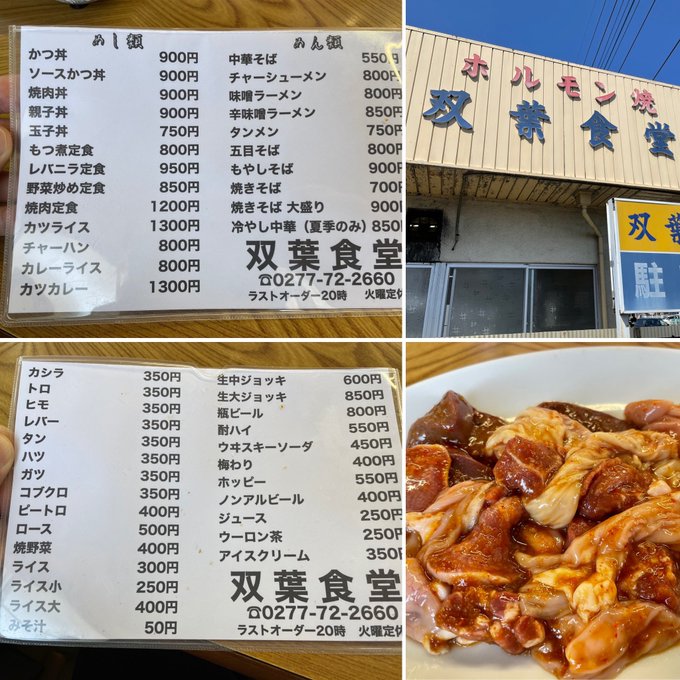 めし類
かつ丼 900円
ソースかつ丼 900円
焼肉丼 900円
親子丼 900円
玉子丼 750円
もつ煮定食 800円
レバニラ定食 950円
野菜炒め定食 850円
焼肉定食 1200円
カツライス 1300円
チャーハン 800円
カレーライス 800円
カツカレー 1300円
めん類
中華そば 550円
チャーシューメン 800円
味噌ラーメン 800円
辛味噌ラーメン 850円
タンメン 750円
五目そば 800円
もやしそば 900円
焼きそば 700円
焼きそば 大盛り 900円
冷やし中華（夏季のみ）850円
双葉食堂
☎0277-72-2660
ラストオーダー20時 火曜定休
ホルモン焼
双葉食堂
双葉
駐
カシラ 350円
トロ 350円
ヒモ 350円
レバー 350円
タン 350円
ハツ 350円
ガツ 350円
コブクロ 350円
ピートロ 400円
ロース 500円
焼野菜 400円
ライス 300円
ライス小 250円
ライス大 400円
みそ汁 50円
生中ジョッキ 600円
生大ジョッキ 850円
瓶ビール 800円
酎ハイ 550円
ウヰスキーソーダ 450円
梅わり 400円
ホッピー 550円
ノンアルビール 400円
ジュース 250円
ウーロン茶 250円
アイスクリーム 350円
双葉食堂
☎0277-72-2660
ラストオーダー20時 火曜定休